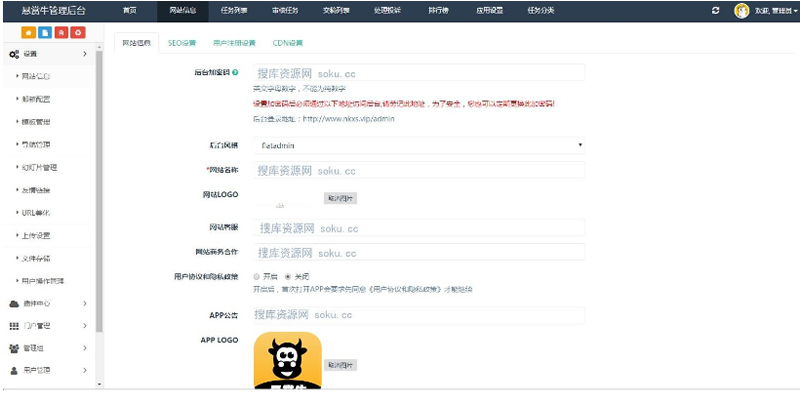 悬赏牛管理后台
首页
网站信息
任务列表
审核任务
交稿列表
处理投诉
排行榜
应用设置
任务分类
欢迎, 管理员
设置
网站信息
邮箱配置
模板管理
导航管理
幻灯片管理
友情链接
URL美化
上传设置
文件存储
用户操作管理
插件中心
门户管理
管理组
用户管理
网站信息
SEO设置
用户注册设置
CDN设置
后台加密码
搜库资源网 soku.cc
英文字母数字，不能为纯数字
设置加密码后必须通过以下地址访问后台,请劳记此地址，为了安全，您也可以定期更换此加密码!
后台登录地址：http://www.nkxs.vip/admin
后台风格
flatadmin
*网站名称
搜库资源网 soku.cc
网站LOGO
取消图片
网站客服
搜库资源网 soku.cc
网站商务合作
搜库资源网 soku.cc
用户协议和隐私政策
开启
关闭
开启后，首次打开APP会要求先同意《用户协议和隐私政策》才能继续
APP公告
搜库资源网 soku.cc
APP LOGO
取消图片